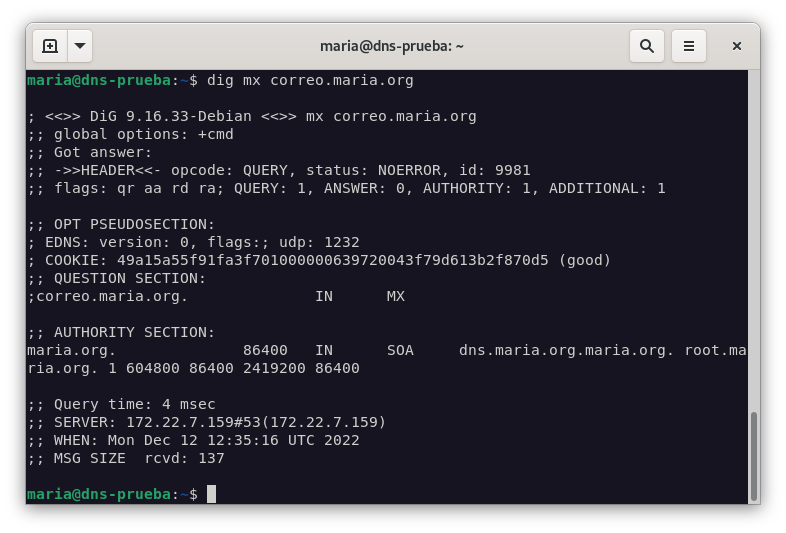 maria@dns-prueba: ~
maria@dns-prueba:~$ dig mx correo.maria.org
; <<>> DiG 9.16.33-Debian <<>> mx correo.maria.org
;; global options: +cmd
;; Got answer:
;; ->>HEADER<<- opcode: QUERY, status: NOERROR, id: 9981
;; flags: qr aa rd ra; QUERY: 1, ANSWER: 0, AUTHORITY: 1, ADDITIONAL: 1
;; OPT PSEUDOSECTION:
; EDNS: version: 0, flags:; udp: 1232
; COOKIE: 49a15a55f91fa3f701000000639720043f79d613b2f870d5 (good)
;; QUESTION SECTION:
;correo.maria.org. IN MX
;; AUTHORITY SECTION:
maria.org. 86400 IN SOA dns.maria.org.maria.org. root.ma
ria.org. 1 604800 86400 2419200 86400
;; Query time: 4 msec
;; SERVER: 172.22.7.159#53(172.22.7.159)
;; WHEN: Mon Dec 12 12:35:16 UTC 2022
;; MSG SIZE  rcvd: 137
maria@dns-prueba:~$